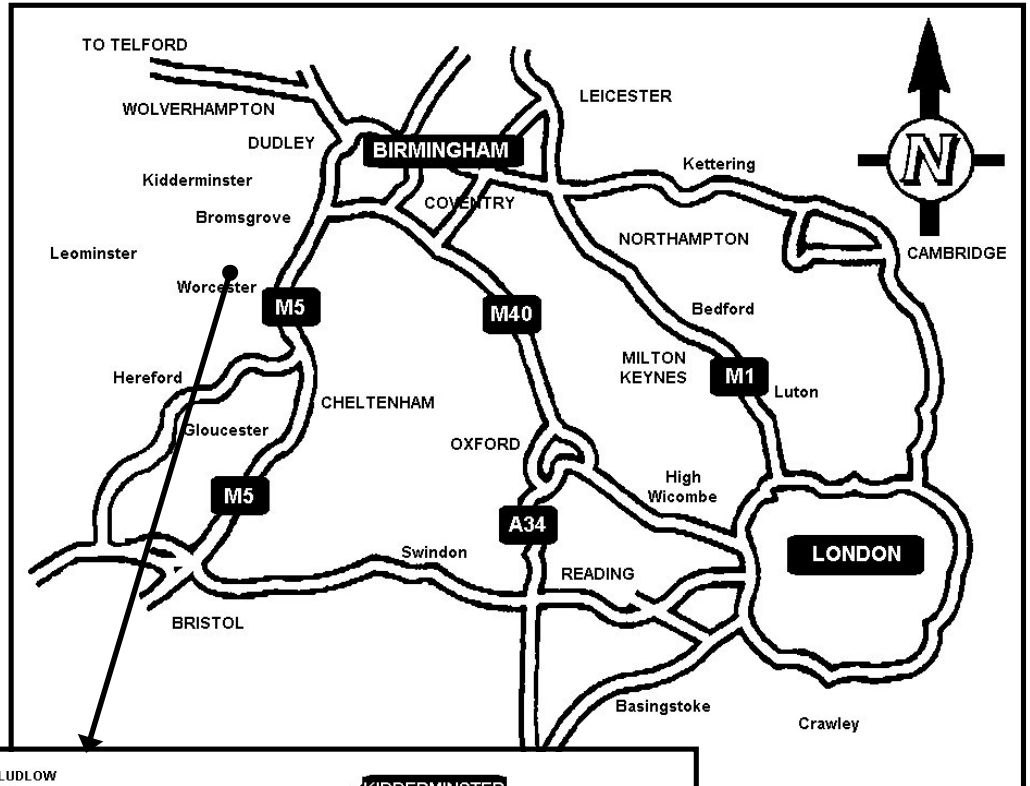 TO TELFORD
LEICESTER
WOLVERHAMPTON
DUDLEY
BIRMINGHAM
N
Kettering
Kidderminster
COVENTRY
Bromsgrove
NORTHAMPTON
CAMBRIDGE
Leominster
Worcester
M5
M40
Bedford
MILTON
KEYNES
M1
Luton
Hereford
CHELTENHAM
Gloucester
OXFORD
High
Wicombe
M5
A34
LONDON
Swindon
READING
BRISTOL
Basingstoke
Crawley
LUDLOW
KIDDERMINSTER